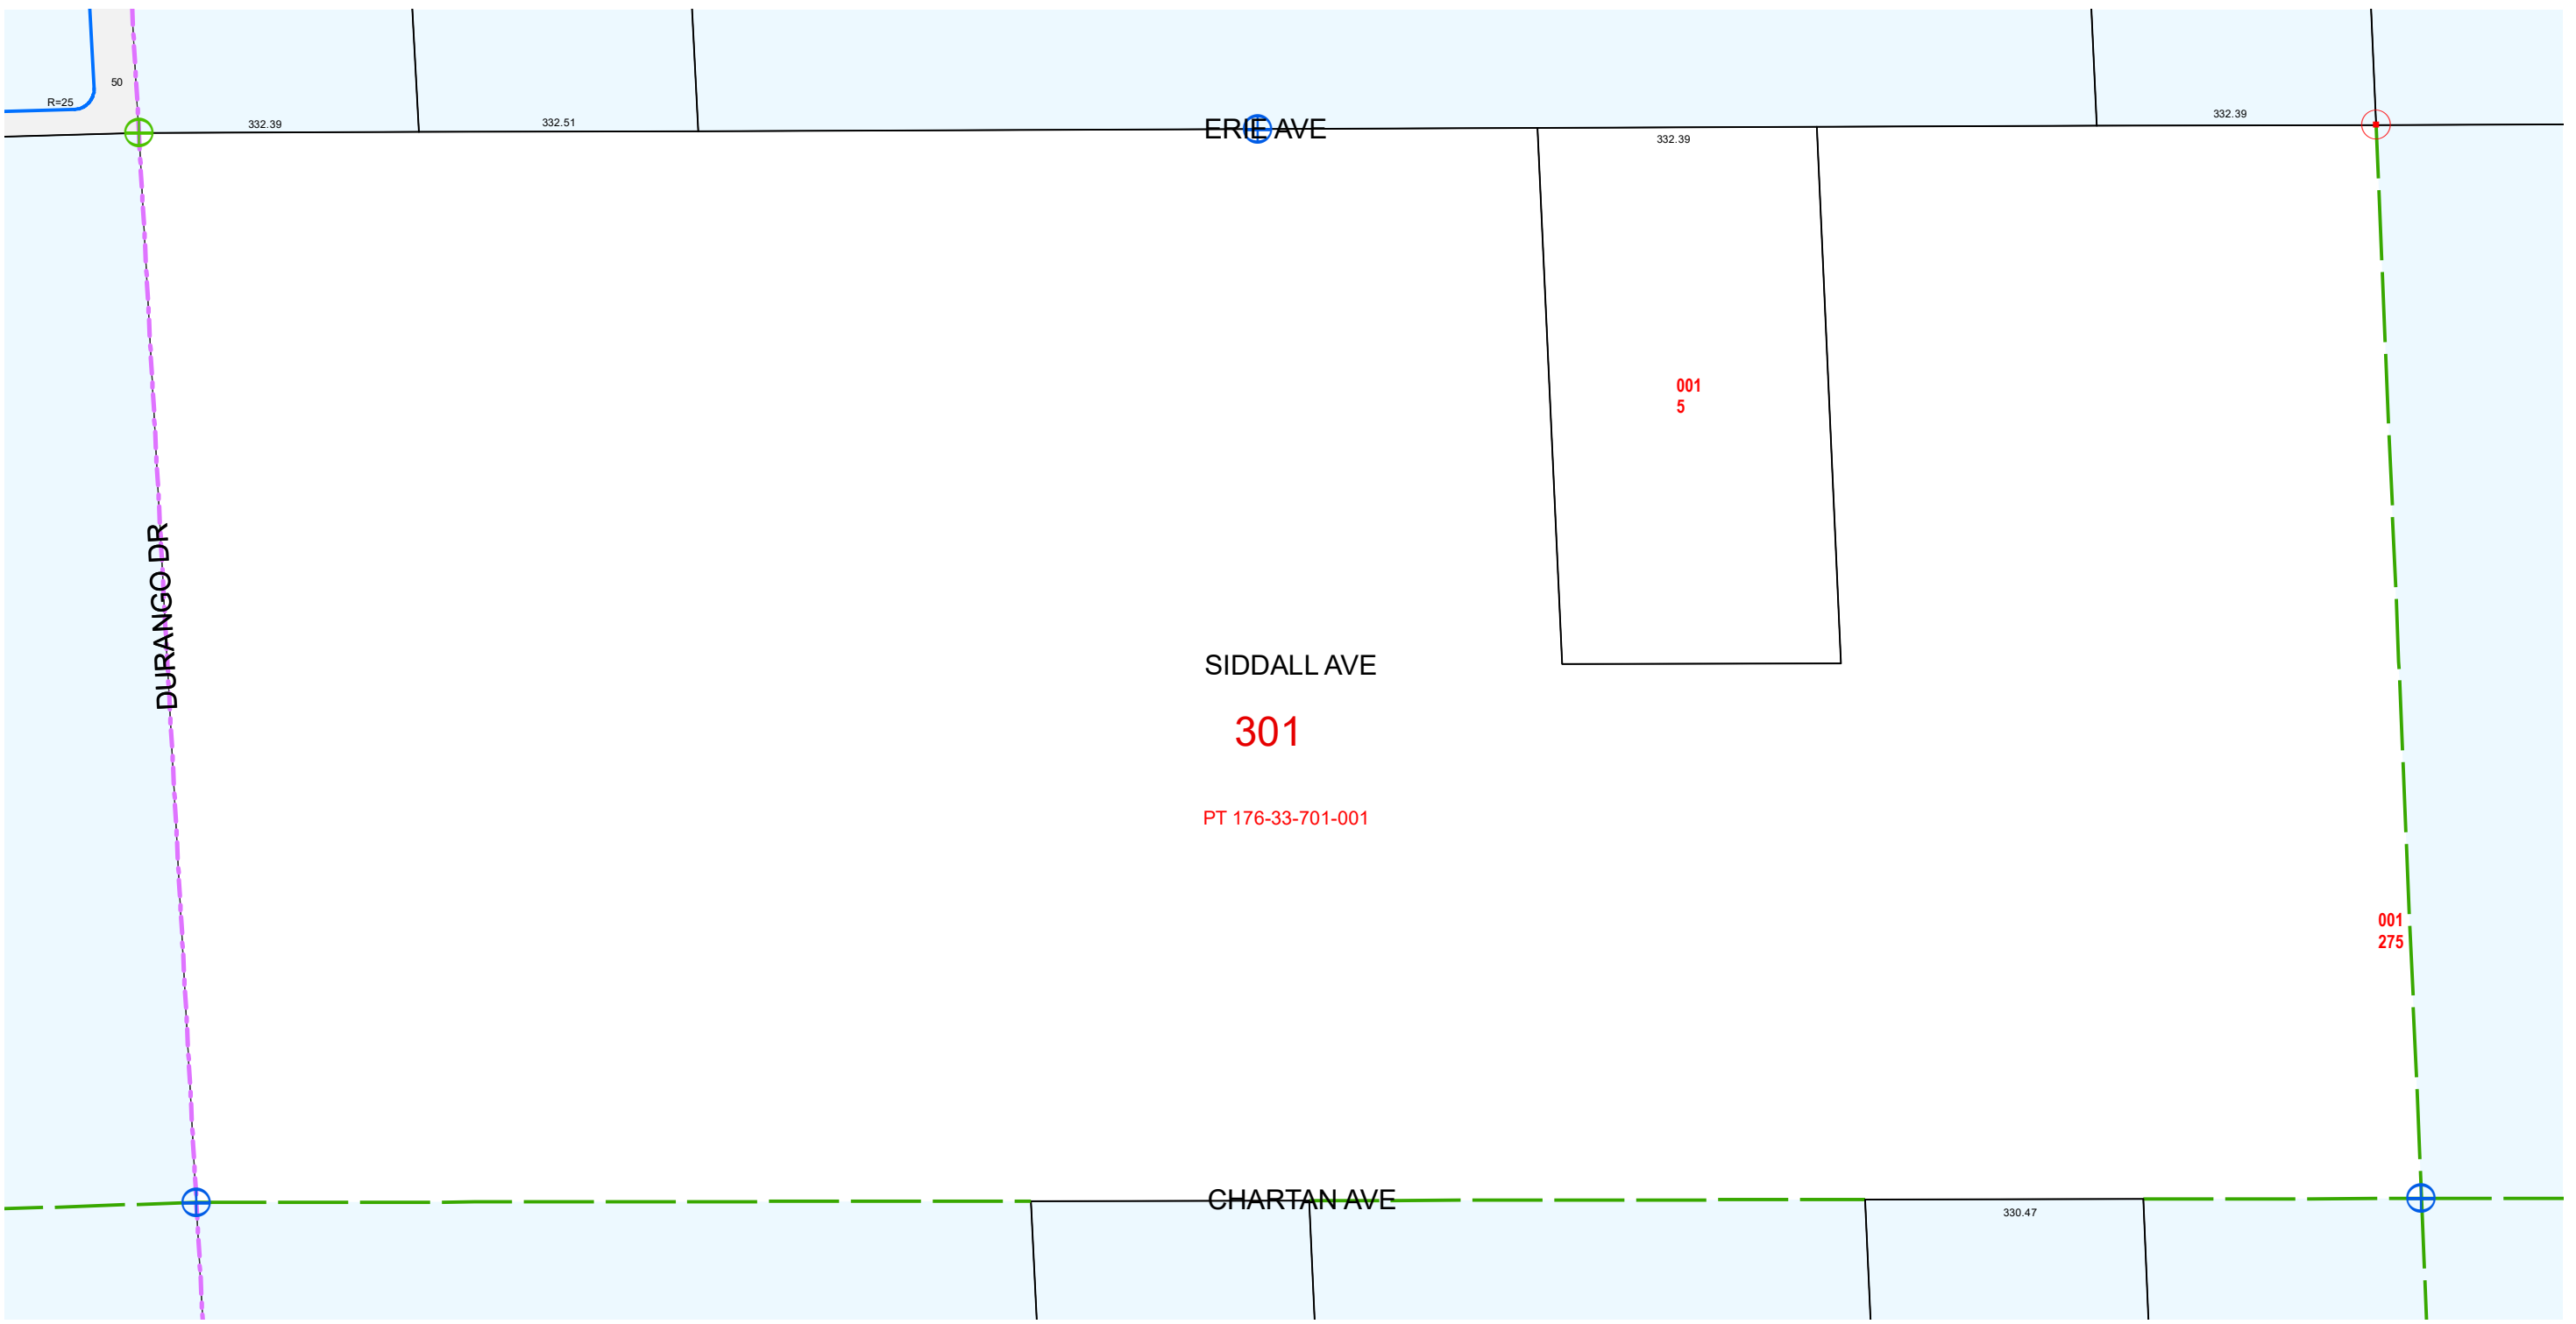 50
R=25
332.39
332.51
ERIE AVE
332.39
332.39
001
5
DURANGO DR
SIDDALL AVE
301
PT 176-33-701-001
001
275
CHARTAN AVE
330.47